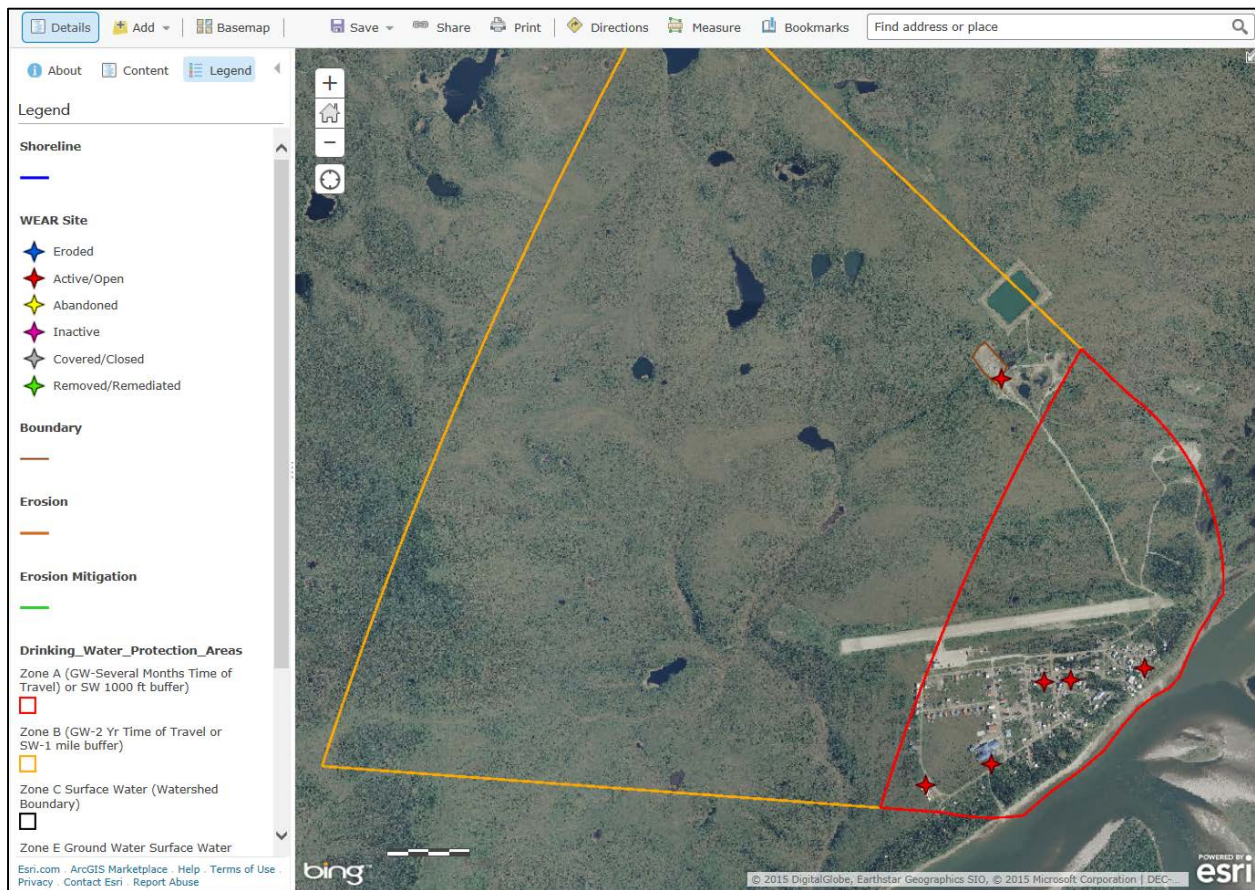 Details Add Basemap Save Share Print Directions Measure Bookmarks Find address or place
About Content Legend
Legend
Shoreline
WEAR Site
Eroded
Active/Open
Abandoned
Inactive
Covered/Closed
Removed/Remediated
Boundary
Erosion
Erosion Mitigation
Drinking_Water_Protection_Areas
Zone A (GW-Several Months Time of
Travel) or SW 1000 ft buffer)
Zone B (GW-2 Yr Time of Travel or
SW-1 mile buffer)
Zone C Surface Water (Watershed
Boundary)
Zone E Ground Water Surface Water
Esri.com . ArcGIS Marketplace . Help . Terms of Use .
Privacy . Contact Esri . Report Abuse
bing
© 2015 DigitalGlobe, Earthstar Geographics SIO, © 2015 Microsoft Corporation | DEC-...
POWERED BY
esri